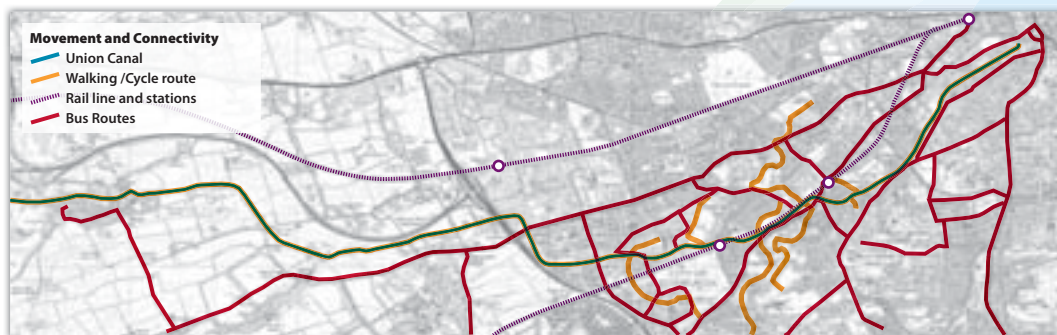 Movement and Connectivity
Union Canal
Walking /Cycle route
Rail line and stations
Bus Routes